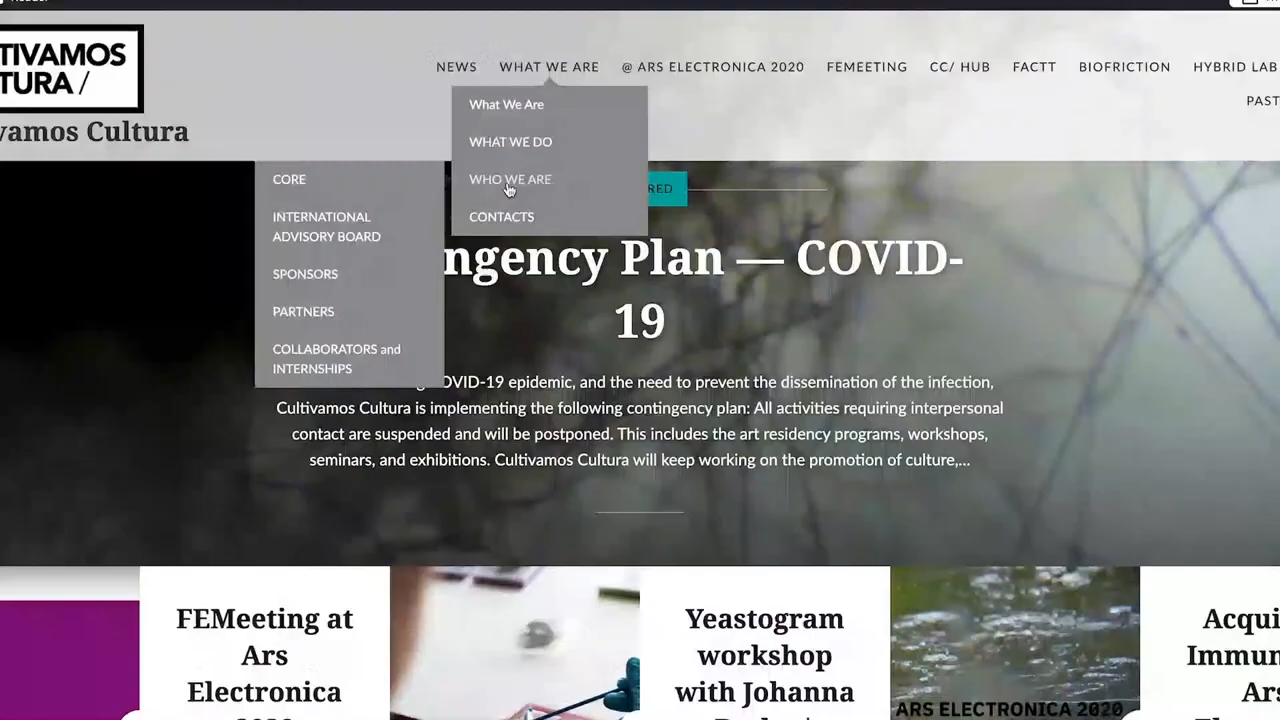 TIVAMOS
TURA /
vamos Cultura
NEWS
WHAT WE ARE
@ ARS ELECTRONICA 2020
FEMEETING
CC/ HUB
FACTT
BIOFRICTION
HYBRID LAB
PAST
What We Are
WHAT WE DO
WHO WE ARE
CONTACTS
CORE
INTERNATIONAL
ADVISORY BOARD
SPONSORS
PARTNERS
COLLABORATORS and
INTERNSHIPS
RED
ngency Plan — COVID-
19
OVID-19 epidemic, and the need to prevent the dissemination of the infection,
Cultivamos Cultura is implementing the following contingency plan: All activities requiring interpersonal
contact are suspended and will be postponed. This includes the art residency programs, workshops,
seminars, and exhibitions. Cultivamos Cultura will keep working on the promotion of culture,...
FEMeeting at
Ars
Electronica
Yeastogram
workshop
with Johanna
ARS ELECTRONICA 2020
Acqui
Immun
Ars